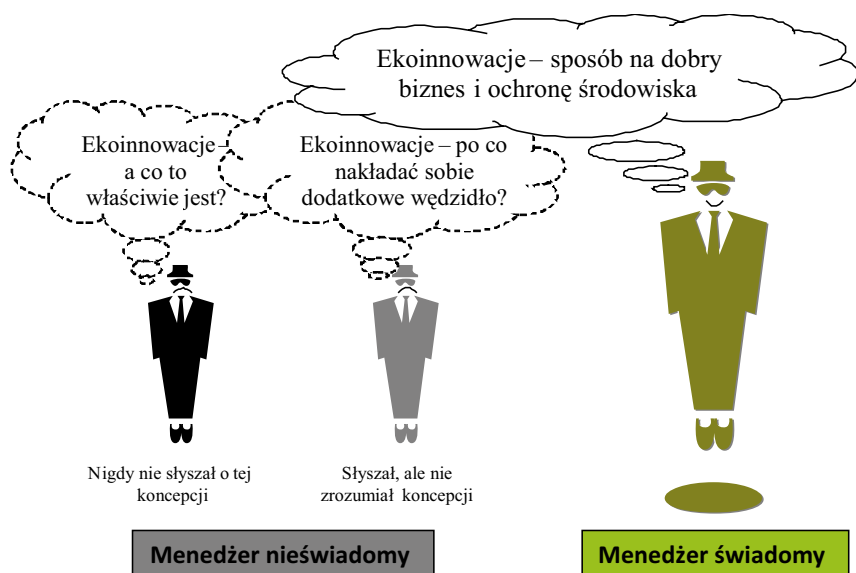 Ekoinnowacje – sposób na dobry
biznes i ochronę środowiska
Ekoinnowacje –
a co to
właściwie jest?
Ekoinnowacje – po co
nakładać sobie
dodatkowe wędzidło?
Nigdy nie słyszał o tej
koncepcji
Słyszał, ale nie
zrozumiał koncepcji
Menedżer nieświadomy
Menedżer świadomy